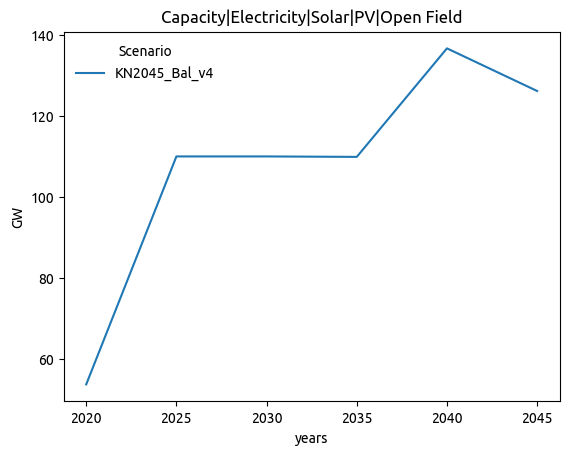 Capacity|Electricity|Solar|PV|Open Field
Scenario
KN2045_Bal_v4
GW
140
120
100
80
60
2020 2025 2030 2035 2040 2045
years